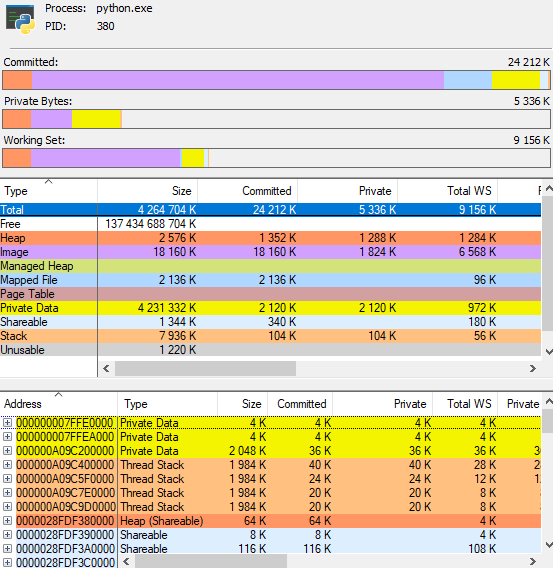 Process: python.exe
PID: 380
Committed: 24 212 K
Private Bytes: 5 336 K
Working Set: 9 156 K
Type Size Committed Private Total WS
Total 4 264 704 K 24 212 K 5 336 K 9 156 K
Free 137 434 688 704 K
Heap 2 576 K 1 352 K 1 288 K 1 284 K
Image 18 160 K 18 160 K 1 824 K 6 568 K
Managed Heap
Mapped File 2 136 K 2 136 K 96 K
Page Table
Private Data 4 231 332 K 2 120 K 2 120 K 972 K
Shareable 1 344 K 340 K 180 K
Stack 7 936 K 104 K 104 K 56 K
Unusable 1 220 K
Address Type Size Committed Private Total WS Private
000000007FFE0000 Private Data 4 K 4 K 4 K 4 K
000000007FFEA000 Private Data 4 K 4 K 4 K 4 K
000000A09C200000 Private Data 2 048 K 36 K 36 K 36 K
000000A09C400000 Thread Stack 1 984 K 40 K 40 K 28 K
000000A09C5F0000 Thread Stack 1 984 K 24 K 24 K 12 K
000000A09C7E0000 Thread Stack 1 984 K 20 K 20 K 8 K
000000A09C9D0000 Thread Stack 1 984 K 20 K 20 K 8 K
0000028FDF380000 Heap (Shareable) 64 K 64 K 4 K
0000028FDF390000 Shareable 8 K 8 K 4 K
0000028FDF3A0000 Shareable 116 K 116 K 108 K
0000028FDF3C0000